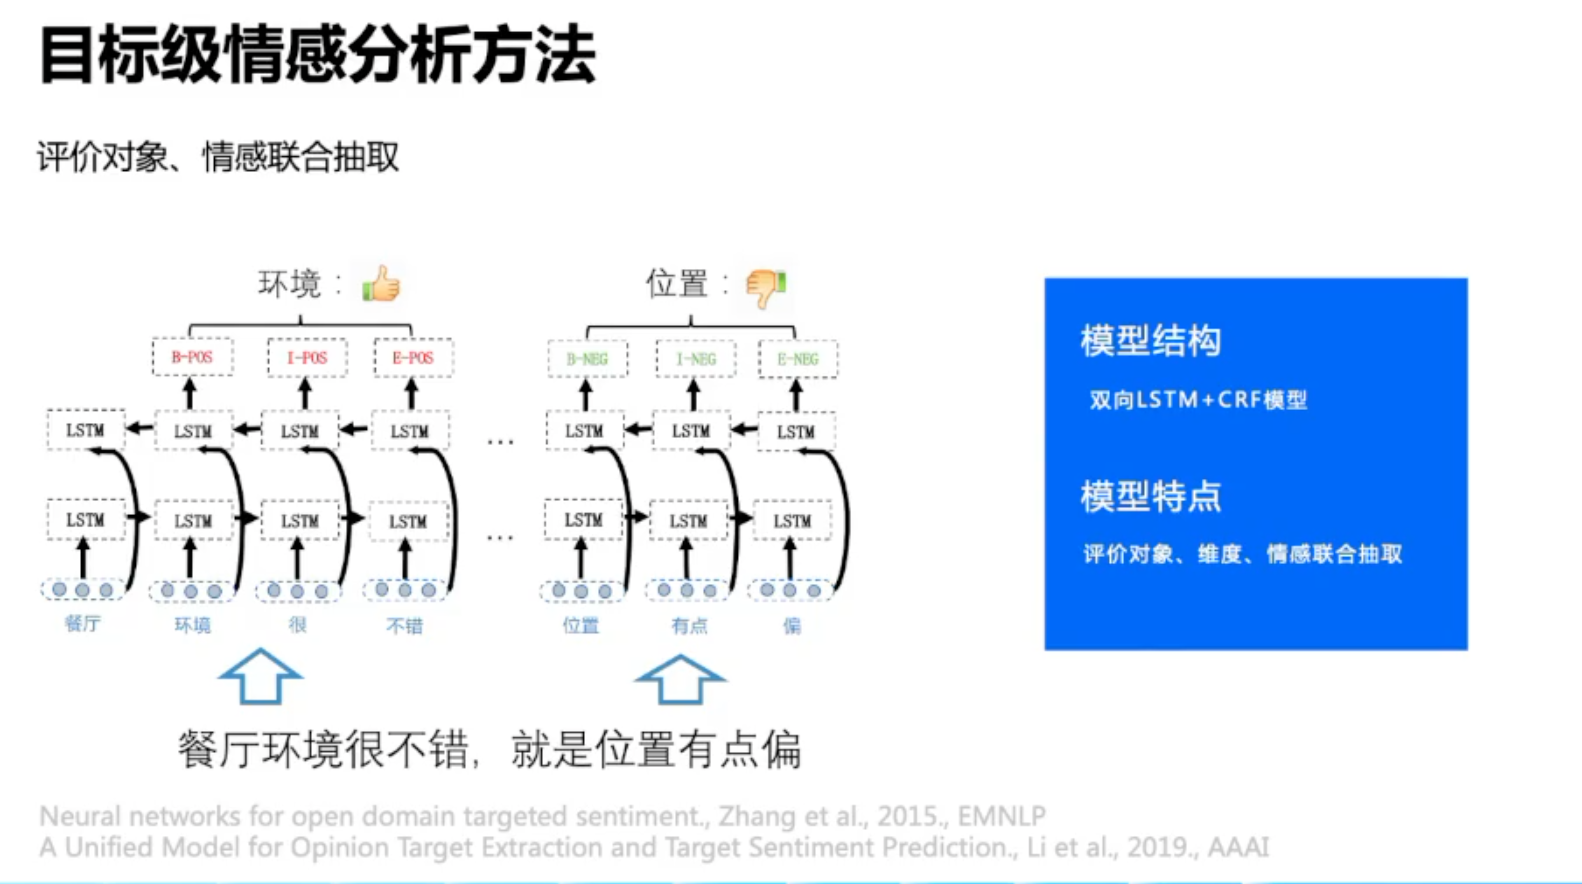 目标级情感分析方法
评价对象、情感联合抽取
环境： 位置：
B-POS I-POS E-POS B-NEG I-NEG E-NEG
LSTM LSTM LSTM LSTM ... LSTM LSTM LSTM
LSTM LSTM LSTM LSTM ... LSTM LSTM LSTM
餐厅 环境 很 不错 位置 有点 偏
餐厅环境很不错，就是位置有点偏
模型结构
双向LSTM+CRF模型
模型特点
评价对象、维度、情感联合抽取
Neural networks for open domain targeted sentiment., Zhang et al., 2015., EMNLP
A Unified Model for Opinion Target Extraction and Target Sentiment Prediction., Li et al., 2019., AAAI